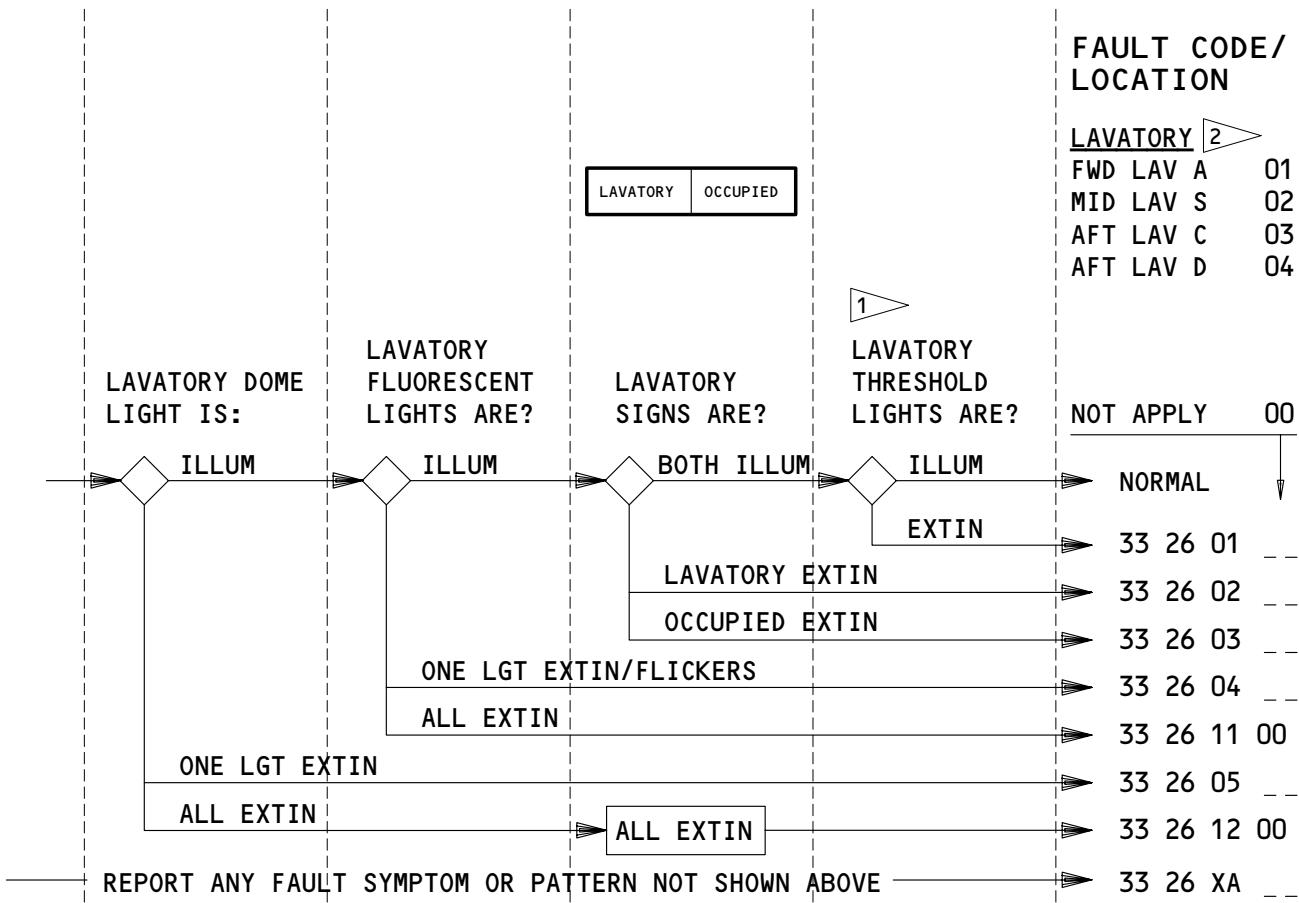 FAULT CODE/
LOCATION
LAVATORY 2
FWD LAV A 01
MID LAV S 02
AFT LAV C 03
AFT LAV D 04
LAVATORY OCCUPIED
1
LAVATORY DOME
LIGHT IS:
LAVATORY
FLUORESCENT
LIGHTS ARE?
LAVATORY
SIGNS ARE?
LAVATORY
THRESHOLD
LIGHTS ARE?
NOT APPLY 00
ILLUM ILLUM BOTH ILLUM ILLUM NORMAL
EXTIN 33 26 01 _ _
LAVATORY EXTIN 33 26 02 _ _
OCCUPIED EXTIN 33 26 03 _ _
ONE LGT EXTIN/FLICKERS 33 26 04 _ _
ALL EXTIN 33 26 11 00
ONE LGT EXTIN 33 26 05 _ _
ALL EXTIN ALL EXTIN 33 26 12 00
REPORT ANY FAULT SYMPTOM OR PATTERN NOT SHOWN ABOVE 33 26 XA _ _